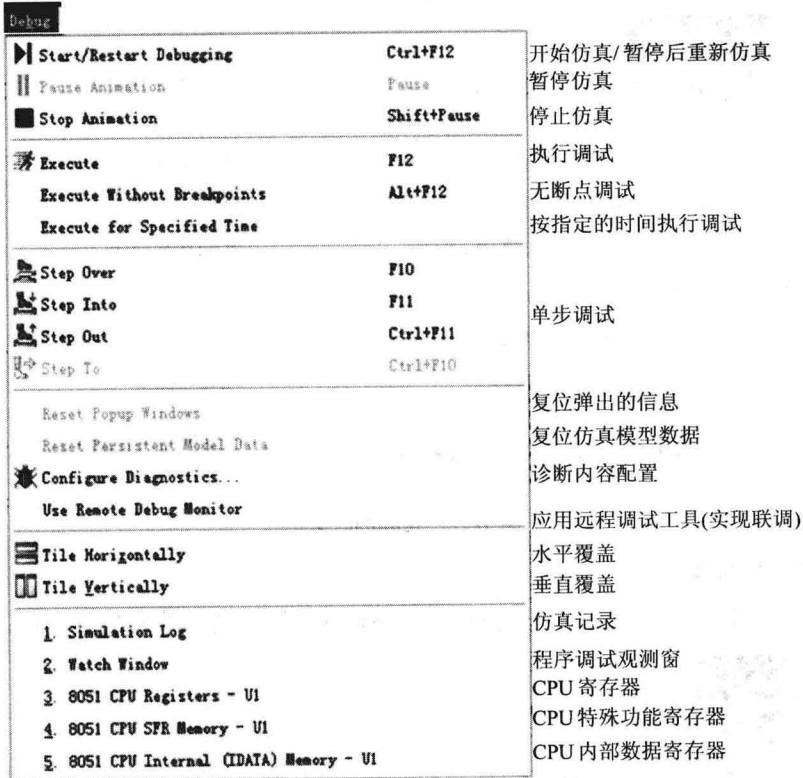 Debug
Start/Restart Debugging Ctrl+F12 开始仿真/暂停后重新仿真
Pause Animation Pause 暂停仿真
Stop Animation Shift+Pause 停止仿真
Execute F12 执行调试
Execute Without Breakpoints Alt+F12 无断点调试
Execute for Specified Time 按指定的时间执行调试
Step Over F10
Step Into F11
单步调试
Step Out Ctrl+F11
Step To Ctrl+F10
Reset Popup Windows 复位弹出的信息
Reset Persistent Model Data 复位仿真模型数据
Configure Diagnostics... 诊断内容配置
Use Remote Debug Monitor 应用远程调试工具(实现联调)
Tile Horizontally 水平覆盖
Tile Vertically 垂直覆盖
1. Simulation Log 仿真记录
2. Watch Window 程序调试观测窗
3. 8051 CPU Registers - U1 CPU寄存器
4. 8051 CPU SFR Memory - U1 CPU特殊功能寄存器
5. 8051 CPU Internal (IDATA) Memory - U1 CPU内部数据寄存器